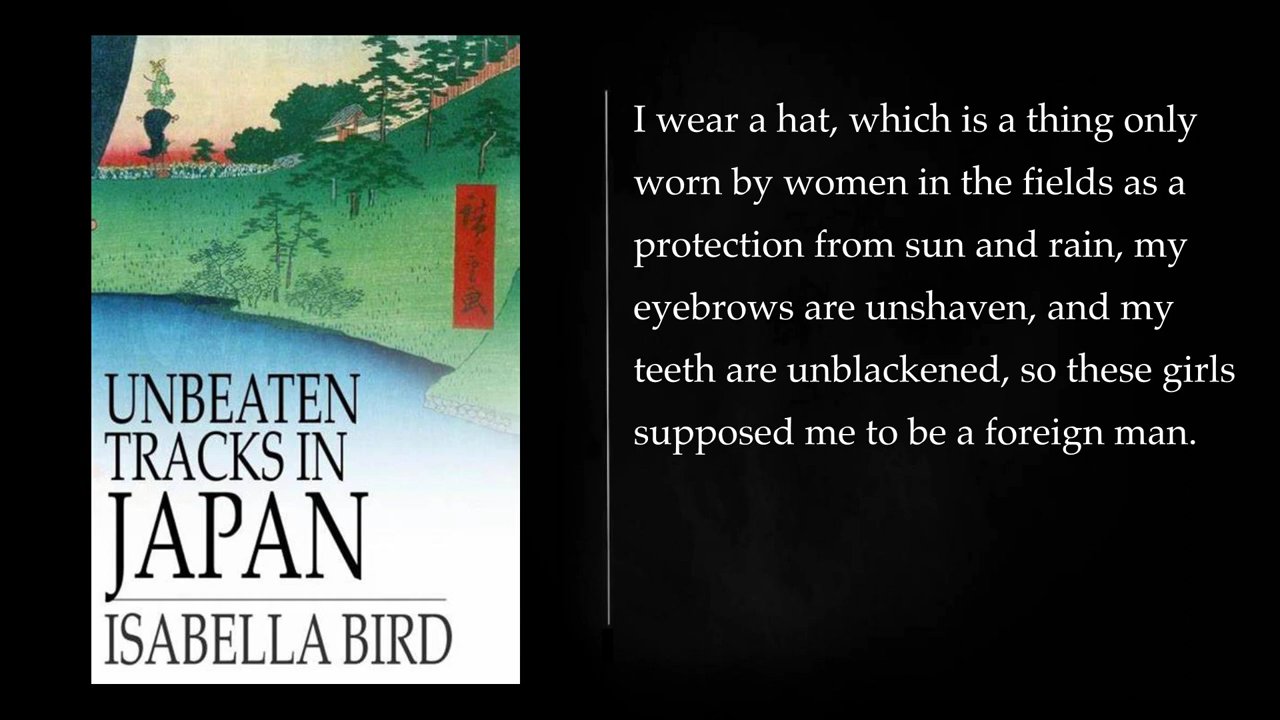 UNBEATEN
TRACKS IN
JAPAN
ISABELLA BIRD
I wear a hat, which is a thing only
worn by women in the fields as a
protection from sun and rain, my
eyebrows are unshaven, and my
teeth are unblackened, so these girls
supposed me to be a foreign man.